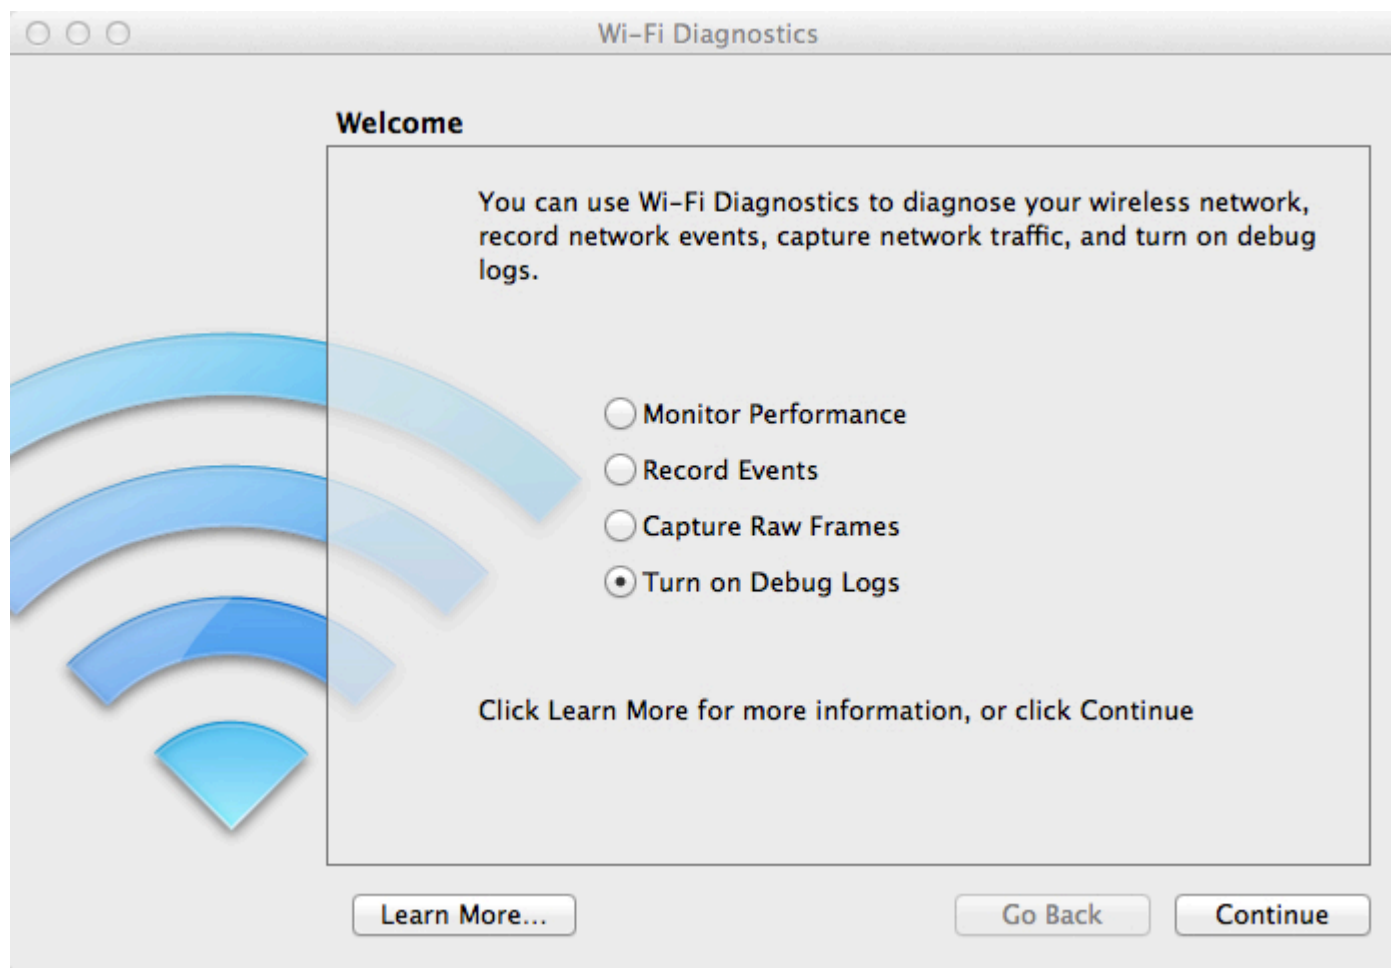 Wi-Fi Diagnostics
Welcome
You can use Wi-Fi Diagnostics to diagnose your wireless network,
record network events, capture network traffic, and turn on debug
logs.
Monitor Performance
Record Events
Capture Raw Frames
Turn on Debug Logs
Click Learn More for more information, or click Continue
Learn More...
Go Back
Continue